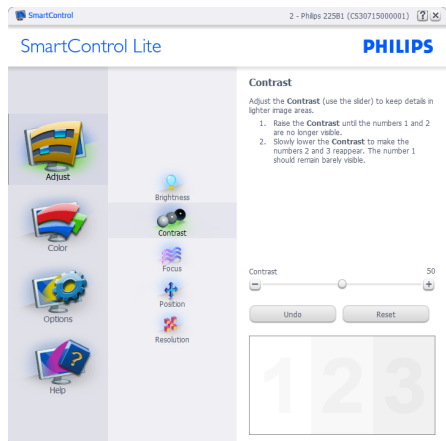 SmartControl
2 - Philips 225B1 (CS30715000001)
SmartControl Lite
PHILIPS
Adjust
Color
Options
Help
Brightness
Contrast
Focus
Position
Resolution
Contrast
Adjust the Contrast (use the slider) to keep details in
lighter image areas.
1. Raise the Contrast until the numbers 1 and 2
are no longer visible.
2. Slowly lower the Contrast to make the
numbers 2 and 3 reappear. The number 1
should remain barely visible.
Contrast 50
Undo Reset
1 2 3